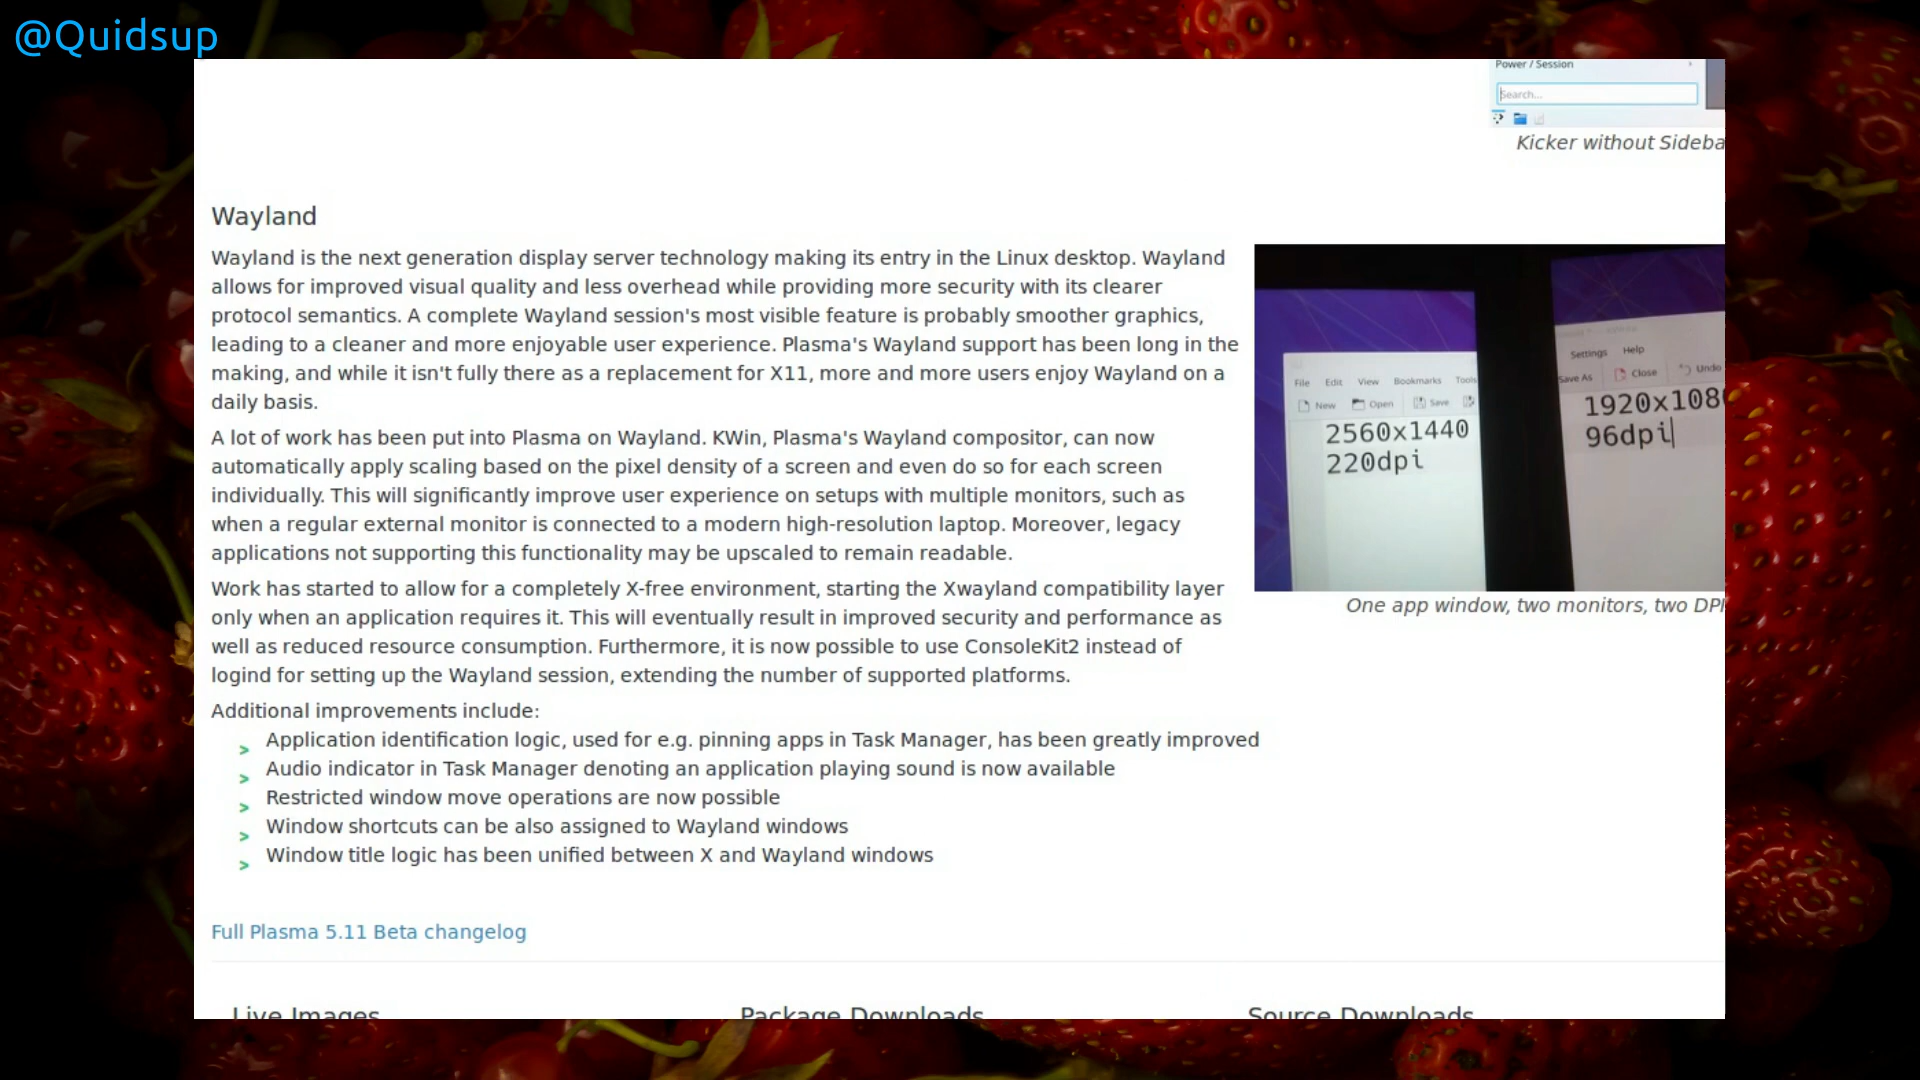 @Quidsup
Power / Session
Search...
Kicker without Sideba
Wayland
Wayland is the next generation display server technology making its entry in the Linux desktop. Wayland
allows for improved visual quality and less overhead while providing more security with its clearer
protocol semantics. A complete Wayland session's most visible feature is probably smoother graphics,
leading to a cleaner and more enjoyable user experience. Plasma's Wayland support has been long in the
making, and while it isn't fully there as a replacement for X11, more and more users enjoy Wayland on a
daily basis.
A lot of work has been put into Plasma on Wayland. KWin, Plasma's Wayland compositor, can now
automatically apply scaling based on the pixel density of a screen and even do so for each screen
individually. This will significantly improve user experience on setups with multiple monitors, such as
when a regular external monitor is connected to a modern high-resolution laptop. Moreover, legacy
applications not supporting this functionality may be upscaled to remain readable.
Work has started to allow for a completely X-free environment, starting the Xwayland compatibility layer
only when an application requires it. This will eventually result in improved security and performance as
well as reduced resource consumption. Furthermore, it is now possible to use ConsoleKit2 instead of
logind for setting up the Wayland session, extending the number of supported platforms.
Additional improvements include:
> Application identification logic, used for e.g. pinning apps in Task Manager, has been greatly improved
> Audio indicator in Task Manager denoting an application playing sound is now available
> Restricted window move operations are now possible
> Window shortcuts can be also assigned to Wayland windows
> Window title logic has been unified between X and Wayland windows
File Edit View Bookmarks Tools
New Open Save
2560x1440
220dpi
Settings Help
Save As Close Undo
1920x108
96dpi
One app window, two monitors, two DPI
Full Plasma 5.11 Beta changelog
Live Images
Package Downloads
Source Downloads